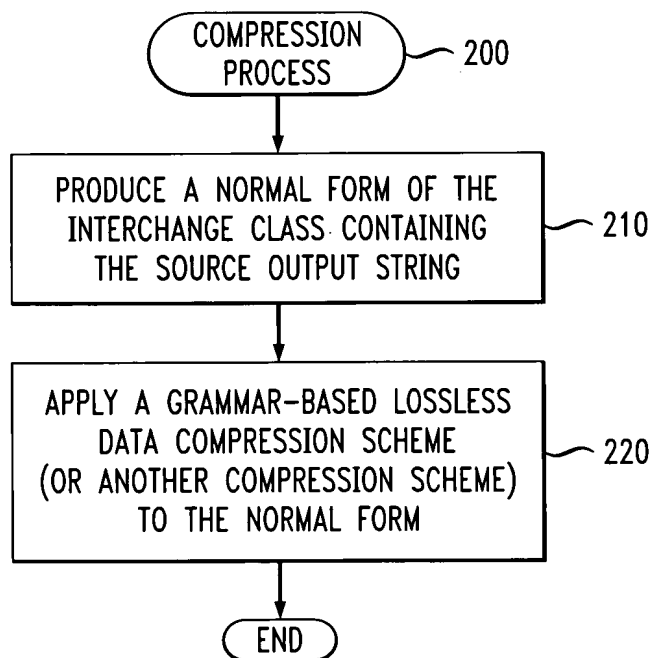 COMPRESSION
PROCESS
200
PRODUCE A NORMAL FORM OF THE
INTERCHANGE CLASS CONTAINING
THE SOURCE OUTPUT STRING
210
APPLY A GRAMMAR-BASED LOSSLESS
DATA COMPRESSION SCHEME
(OR ANOTHER COMPRESSION SCHEME)
TO THE NORMAL FORM
220
END